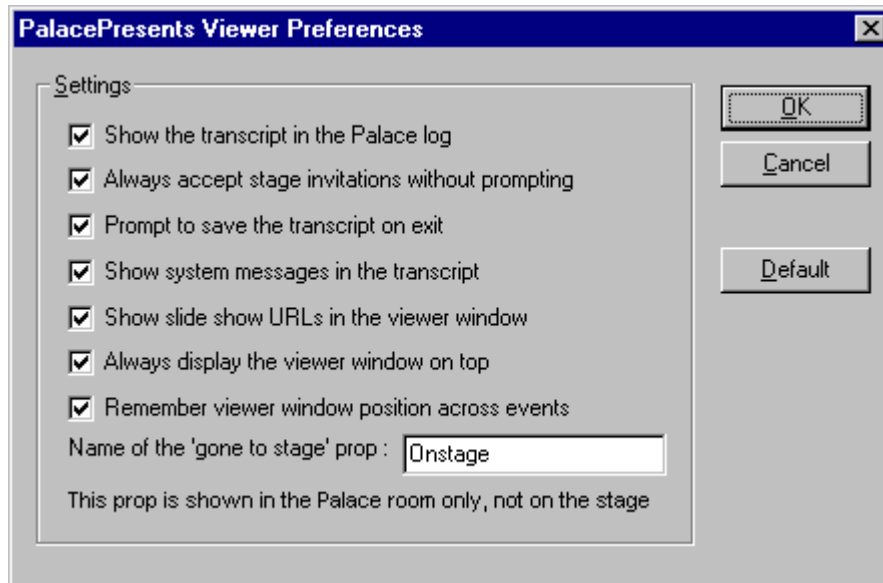 PalacePresents Viewer Preferences
Settings
Show the transcript in the Palace log
Always accept stage invitations without prompting
Prompt to save the transcript on exit
Show system messages in the transcript
Show slide show URLs in the viewer window
Always display the viewer window on top
Remember viewer window position across events
Name of the 'gone to stage' prop : Onstage
This prop is shown in the Palace room only, not on the stage
OK
Cancel
Default